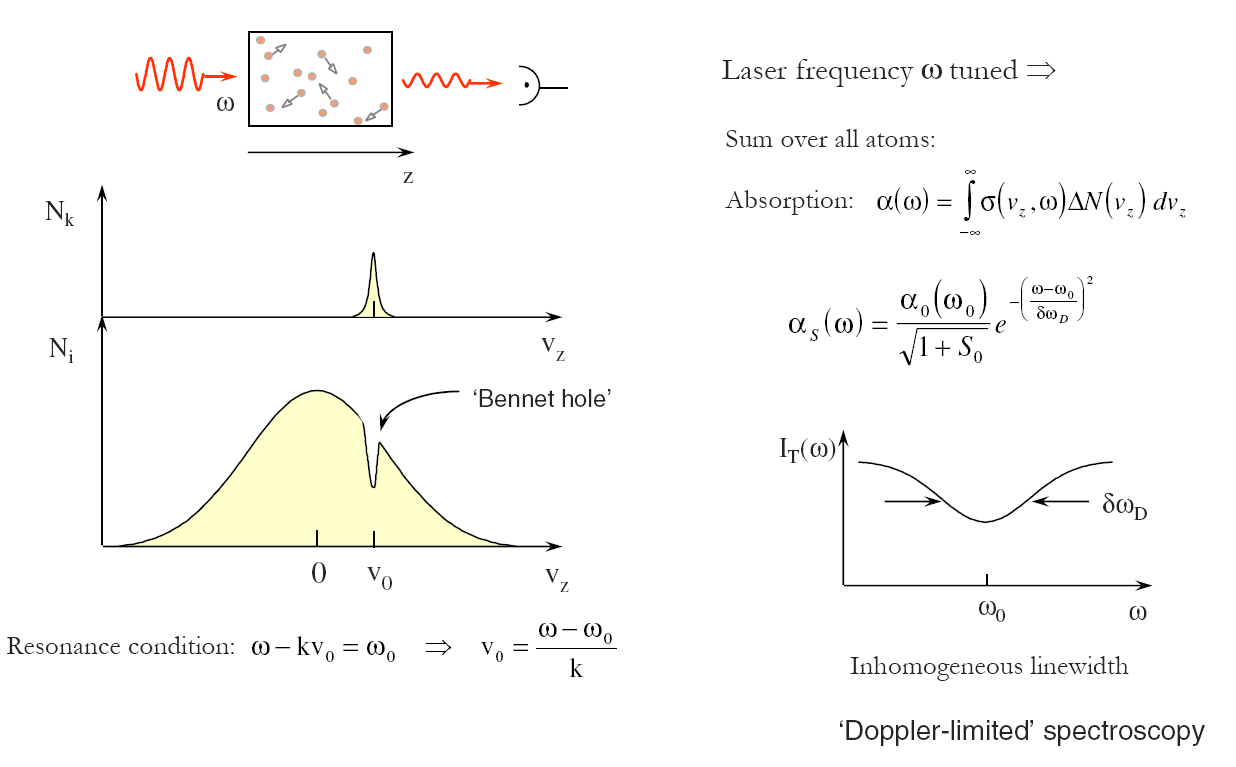 ω
z
N_k
v_z
N_i
'Bennet hole'
0
v_0
v_z
Resonance condition: ω − kv_0 = ω_0 ⇒ v_0 = (ω − ω_0)/k
Laser frequency ω tuned ⇒
Sum over all atoms:
Absorption: α(ω) = ∫_{−∞}^{∞} σ(v_z, ω)ΔN(v_z) dv_z
α_S(ω) = α_0(ω_0)/√(1 + S_0) e^{−((ω−ω_0)/δω_D)^2}
I_T(ω)
δω_D
ω_0
ω
Inhomogeneous linewidth
'Doppler-limited' spectroscopy